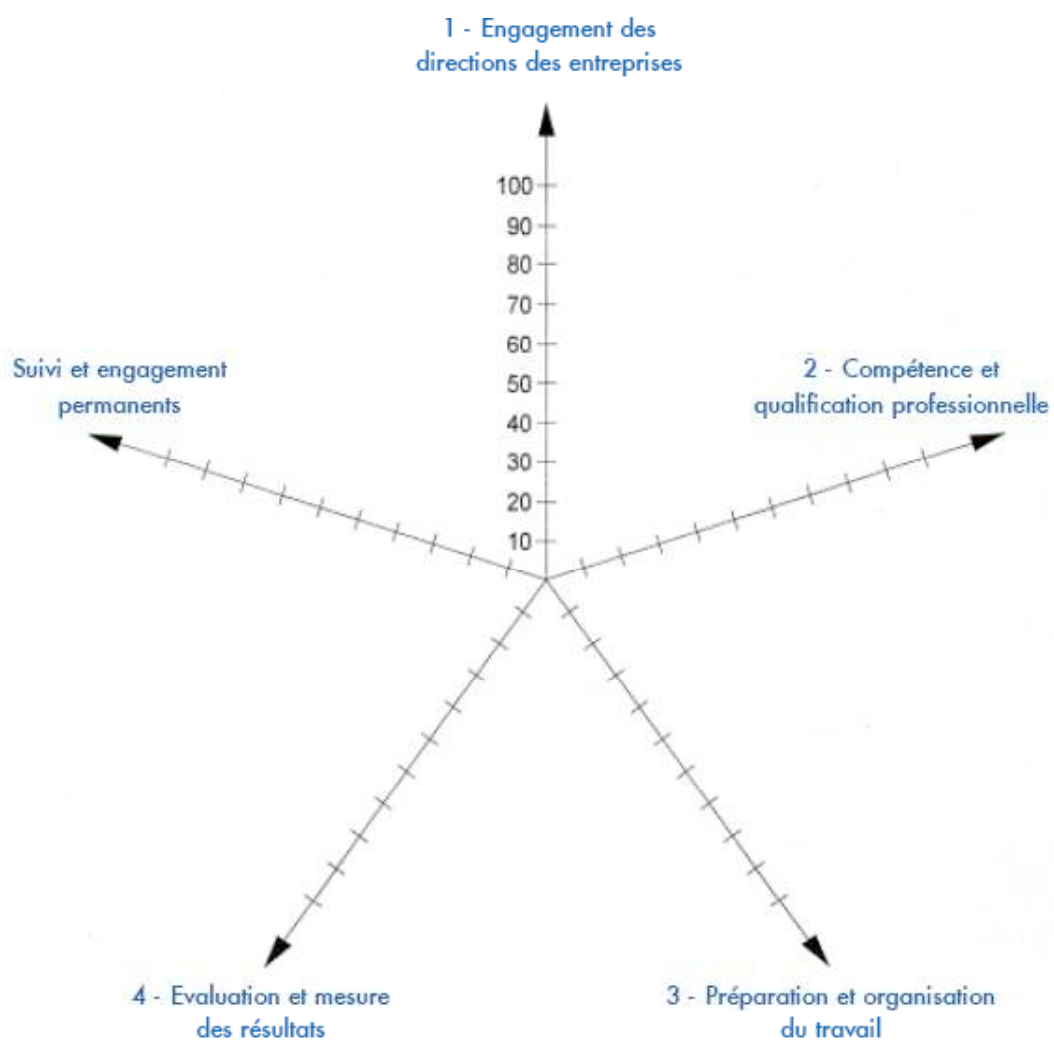 1 - Engagement des
directions des entreprises
100
90
80
70
60
50
40
30
20
10
Suivi et engagement
permanents
2 - Compétence et
qualification professionnelle
4 - Evaluation et mesure
des résultats
3 - Préparation et organisation
du travail